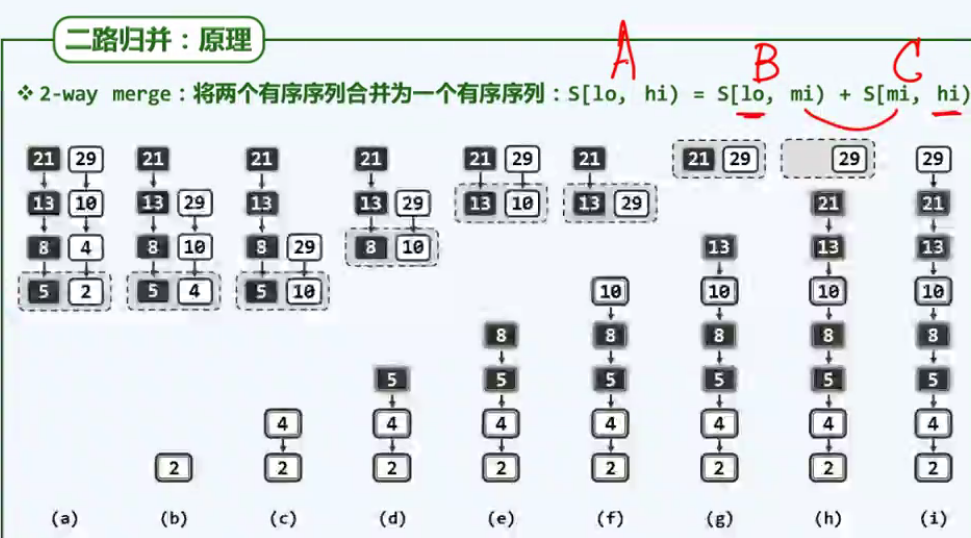 二路归并：原理
A B C
❖ 2-way merge：将两个有序序列合并为一个有序序列：S[lo, hi) = S[lo, mi) + S[mi, hi)
21 29 21 21 21 29 21 29 21 21 29 29 29
13 10 13 29 13 13 29 13 10 13 29 21 21
8 4 8 10 8 29 8 10 13 13 13
5 2 5 4 5 10 10 10 10 10
8 8 8 8 8
5 5 5 5 5 5
4 4 4 4 4 4 4
2 2 2 2 2 2 2 2
(a) (b) (c) (d) (e) (f) (g) (h) (i)